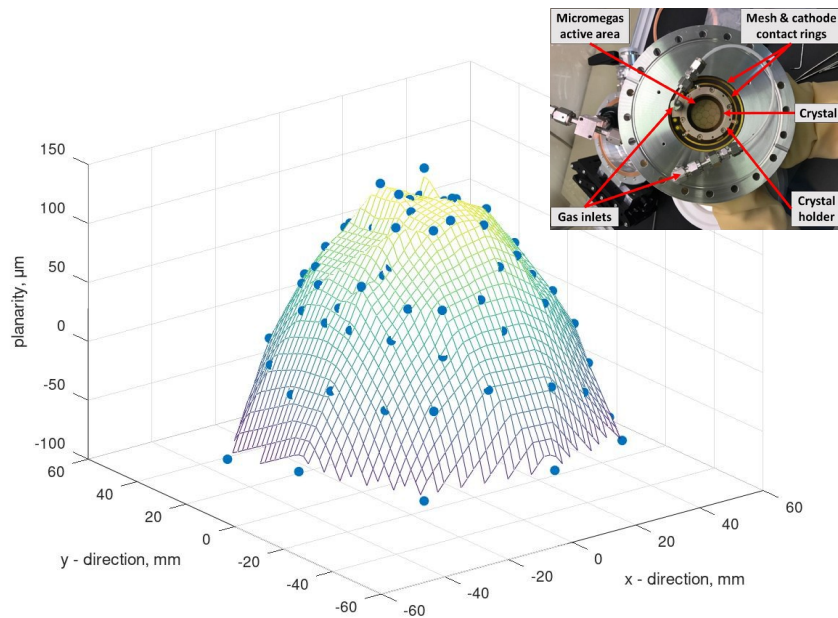 Micromegas
active area
Mesh & cathode
contact rings
Crystal
Gas inlets
Crystal
holder
150
100
50
0
-50
-100
planarity, µm
60
40
20
0
-20
-40
-60
y - direction, mm
-60
-40
-20
0
20
40
60
x - direction, mm